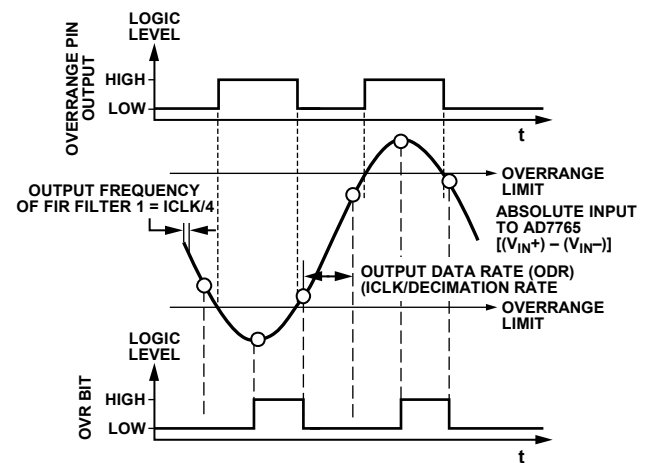 LOGIC
LEVEL
OVERRANGE PIN
OUTPUT
HIGH
LOW
t
OVERRANGE
LIMIT
OUTPUT FREQUENCY
OF FIR FILTER 1 = ICLK/4
ABSOLUTE INPUT
TO AD7765
[(VIN+) – (VIN–)]
OUTPUT DATA RATE (ODR)
(ICLK/DECIMATION RATE
OVERRANGE
LIMIT
LOGIC
LEVEL
OVR BIT
HIGH
LOW
t